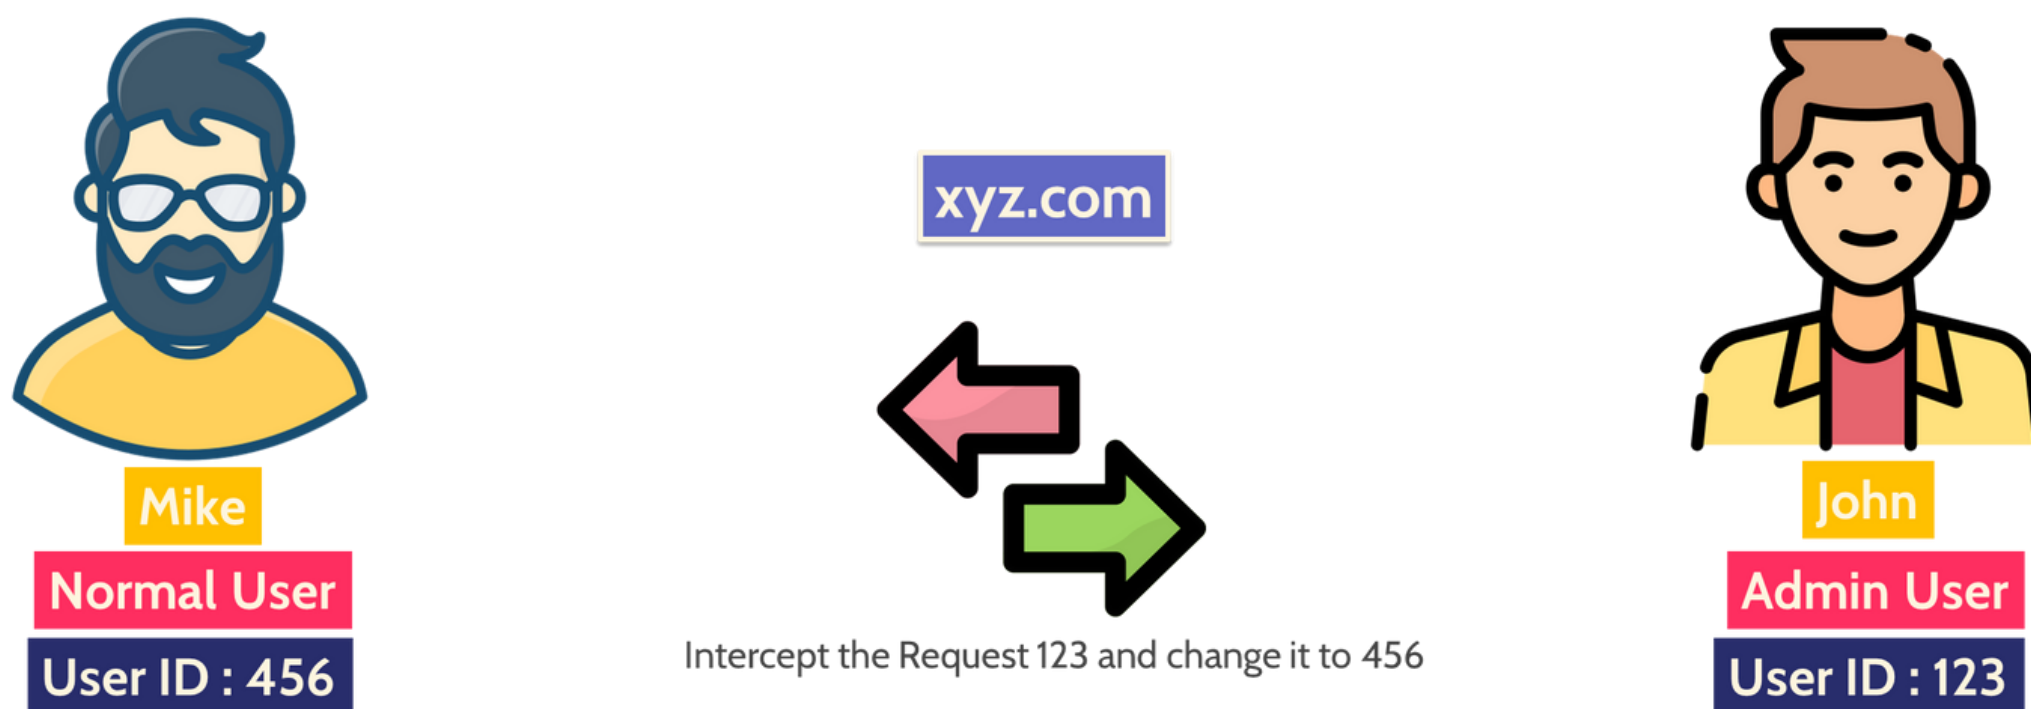 xyz.com
Mike
Normal User
User ID : 456
Intercept the Request 123 and change it to 456
John
Admin User
User ID : 123